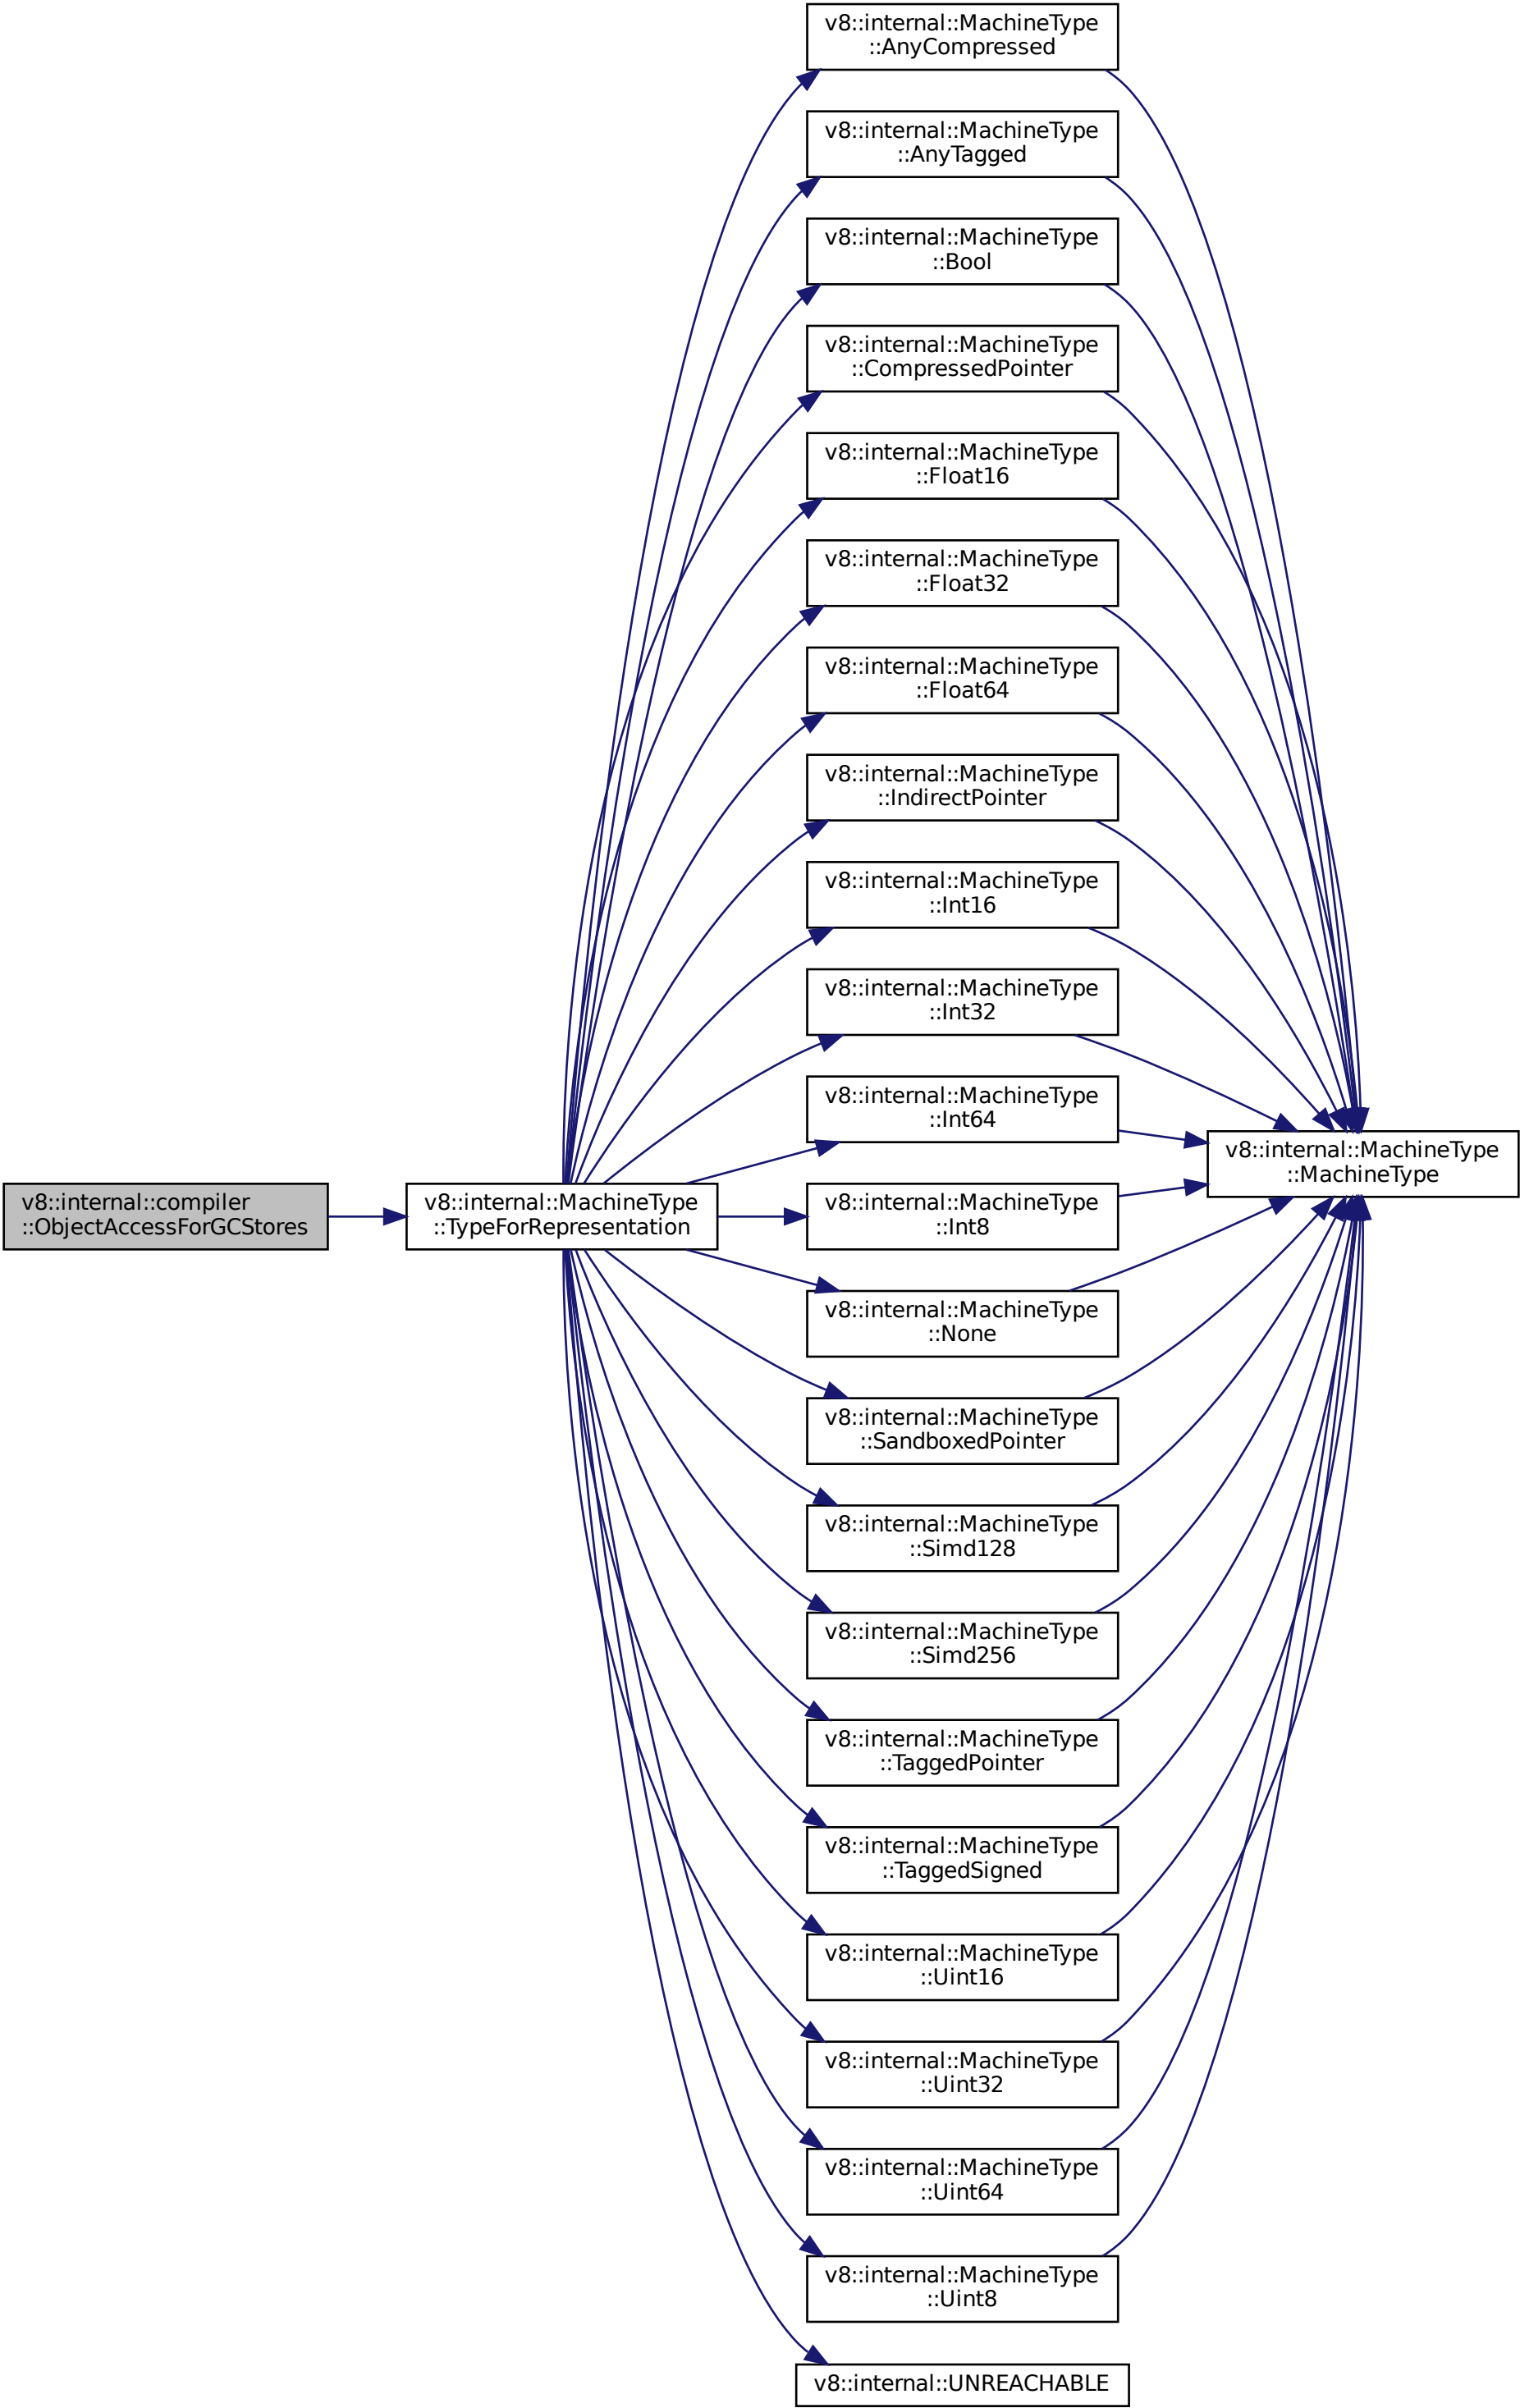 v8::internal::compiler
::ObjectAccessForGCStores
v8::internal::MachineType
::TypeForRepresentation
v8::internal::MachineType
::AnyCompressed
v8::internal::MachineType
::AnyTagged
v8::internal::MachineType
::Bool
v8::internal::MachineType
::CompressedPointer
v8::internal::MachineType
::Float16
v8::internal::MachineType
::Float32
v8::internal::MachineType
::Float64
v8::internal::MachineType
::IndirectPointer
v8::internal::MachineType
::Int16
v8::internal::MachineType
::Int32
v8::internal::MachineType
::Int64
v8::internal::MachineType
::Int8
v8::internal::MachineType
::None
v8::internal::MachineType
::SandboxedPointer
v8::internal::MachineType
::Simd128
v8::internal::MachineType
::Simd256
v8::internal::MachineType
::TaggedPointer
v8::internal::MachineType
::TaggedSigned
v8::internal::MachineType
::Uint16
v8::internal::MachineType
::Uint32
v8::internal::MachineType
::Uint64
v8::internal::MachineType
::Uint8
v8::internal::UNREACHABLE
v8::internal::MachineType
::MachineType